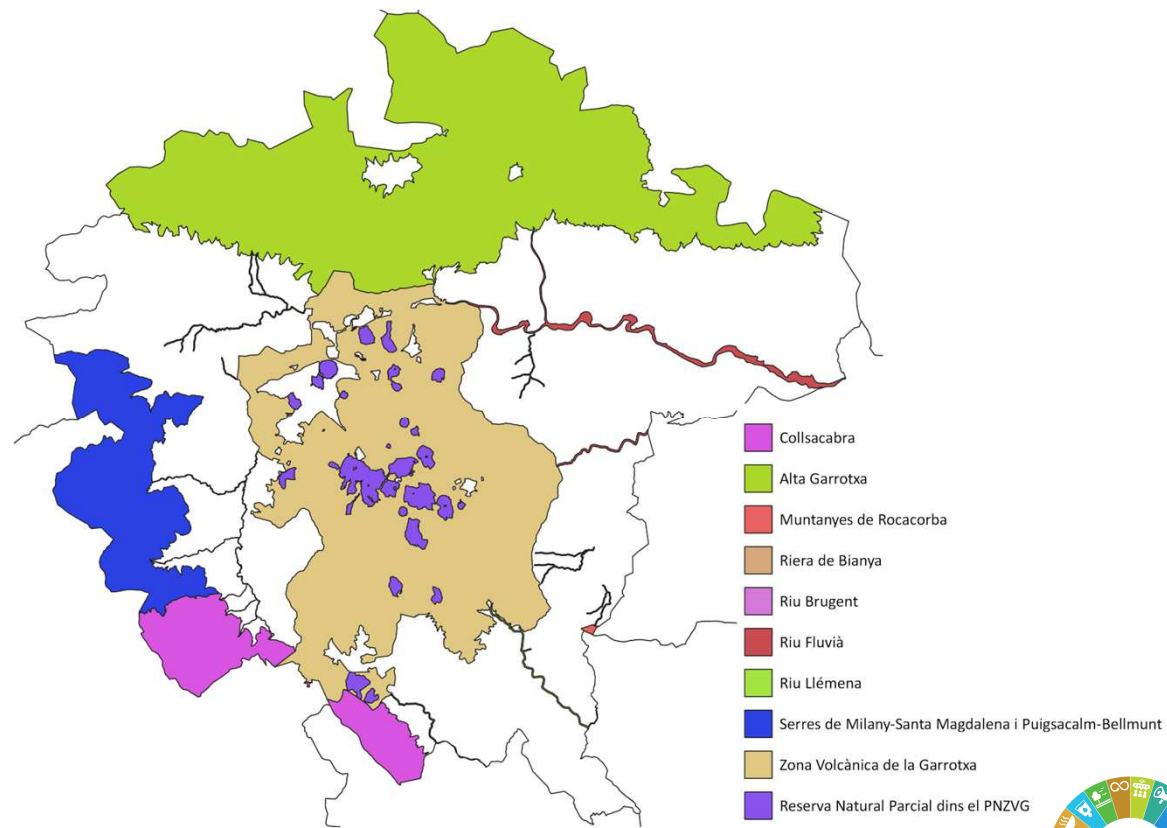 Collsacabra
Alta Garrotxa
Muntanyes de Rocacorba
Riera de Bianya
Riu Brugent
Riu Fluvià
Riu Llémena
Serres de Milany-Santa Magdalena i Puigsacalm-Bellmunt
Zona Volcànica de la Garrotxa
Reserva Natural Parcial dins el PNZVG